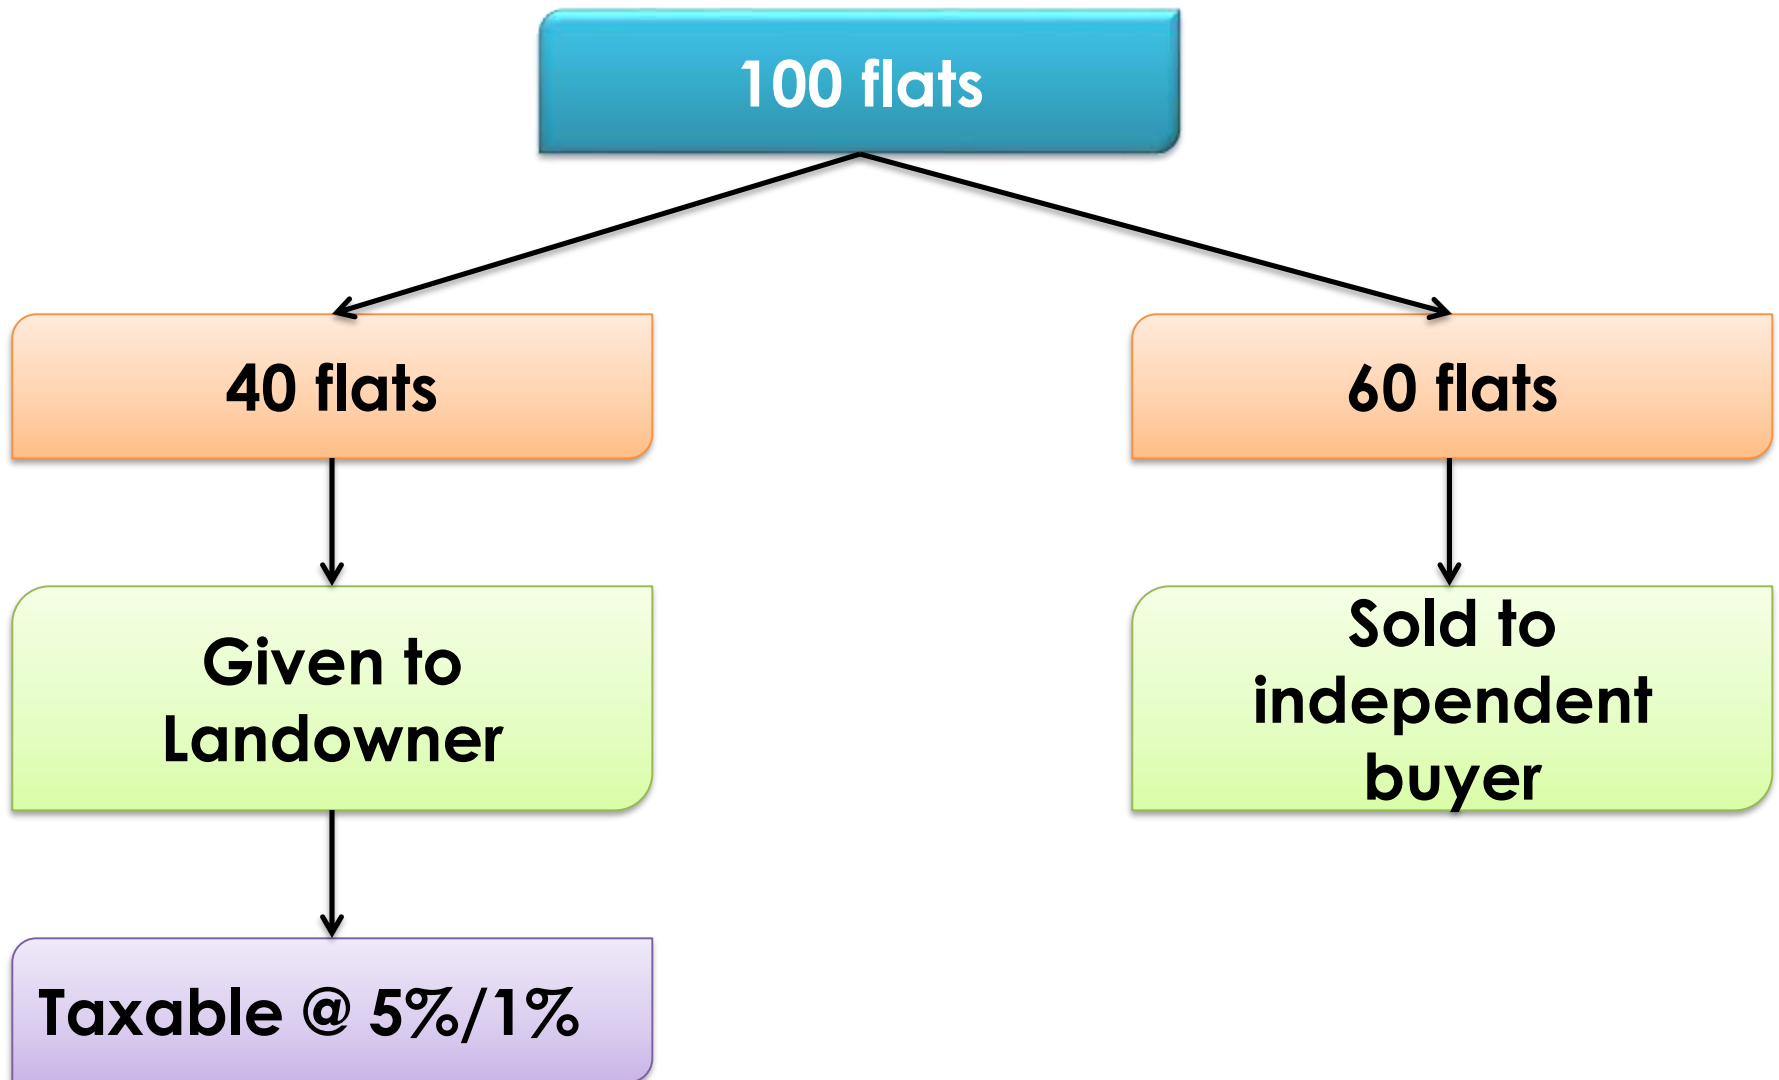 100 flats
40 flats
60 flats
Given to
Landowner
Sold to
independent
buyer
Taxable @ 5%/1%